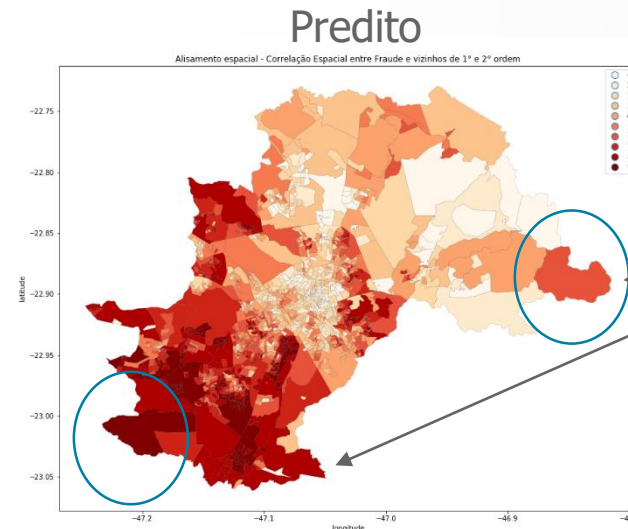 Predito
Alisamento espacial - Correlação Espacial entre Fraude e vizinhos de 1° e 2° ordem
−22.75
−22.80
−22.85
−22.90
−22.95
−23.00
−23.05
latitude
−47.2
−47.1
−47.0
−46.9
longitude